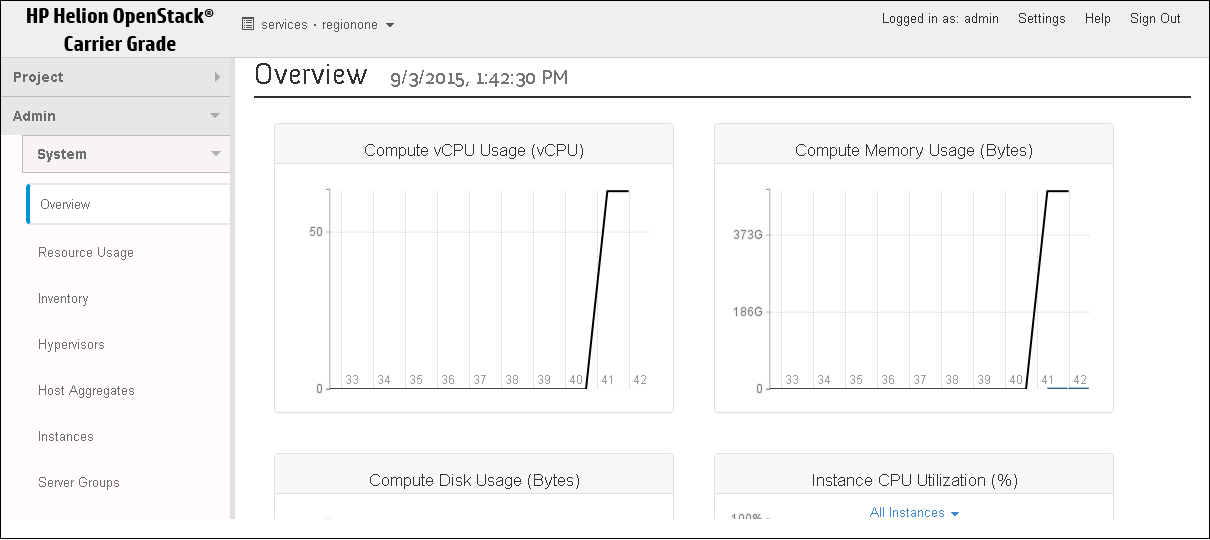 HP Helion OpenStack®
Carrier Grade
services · regionone
Logged in as: admin Settings Help Sign Out
Project
Admin
System
Overview
Resource Usage
Inventory
Hypervisors
Host Aggregates
Instances
Server Groups
Overview 9/3/2015, 1:42:30 PM
Compute vCPU Usage (vCPU)
50
0
33 34 35 36 37 38 39 40 41 42
Compute Memory Usage (Bytes)
373G
186G
0
33 34 35 36 37 38 39 40 41 42
Compute Disk Usage (Bytes)
Instance CPU Utilization (%)
All Instances
100%